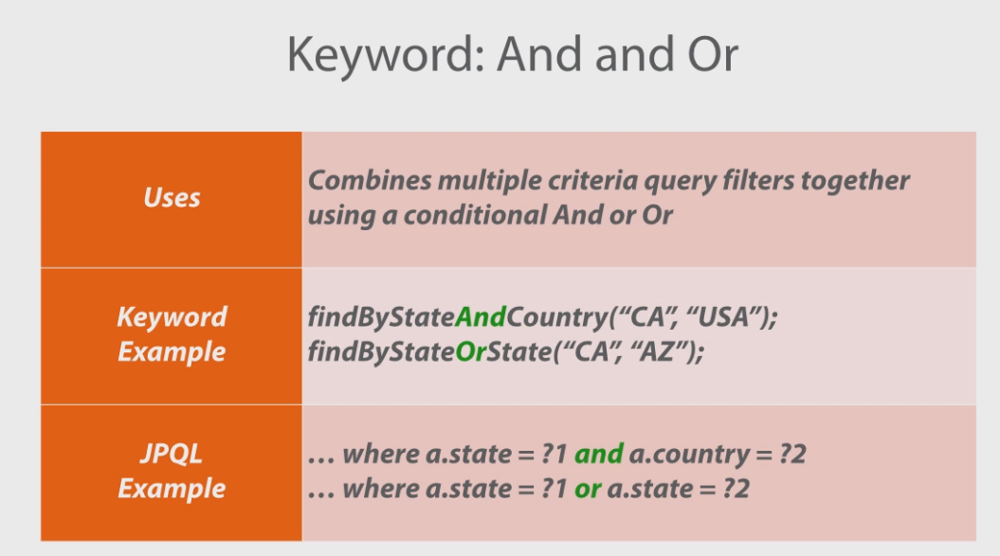 Keyword: And and Or
Uses
Combines multiple criteria query filters together
using a conditional And or Or
Keyword
Example
findByStateAndCountry(“CA”, “USA”);
findByStateOrState(“CA”, “AZ”);
JPQL
Example
… where a.state = ?1 and a.country = ?2
… where a.state = ?1 or a.state = ?2